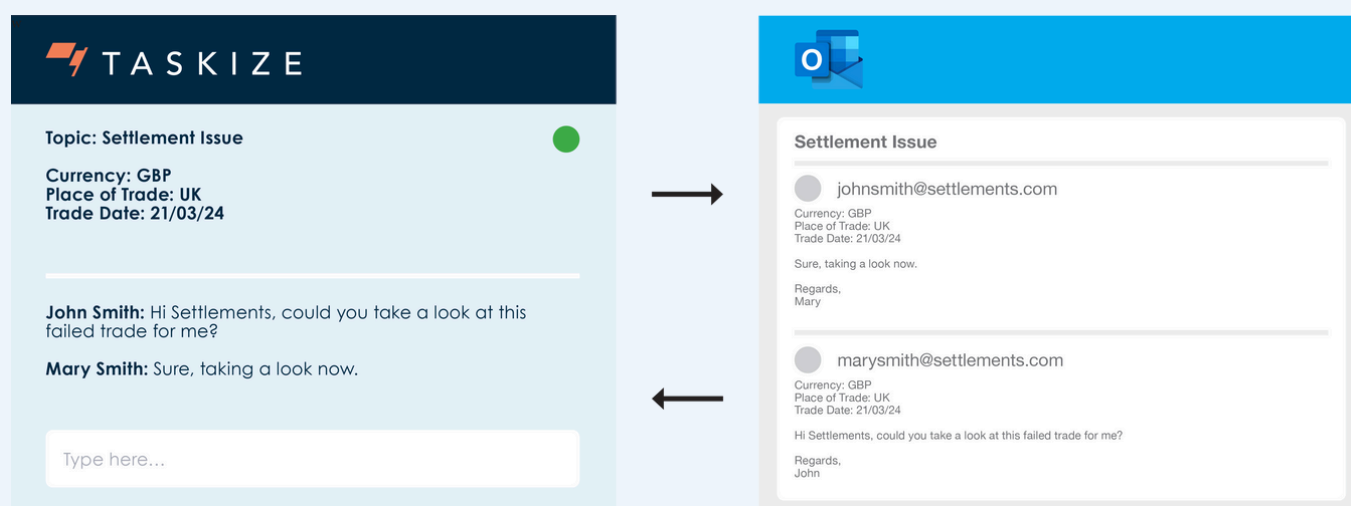 TASKIZE
Topic: Settlement Issue
Currency: GBP
Place of Trade: UK
Trade Date: 21/03/24
John Smith: Hi Settlements, could you take a look at this
failed trade for me?
Mary Smith: Sure, taking a look now.
Type here...
O
Settlement Issue
johnsmith@settlements.com
Currency: GBP
Place of Trade: UK
Trade Date: 21/03/24
Sure, taking a look now.
Regards,
Mary
marysmith@settlements.com
Currency: GBP
Place of Trade: UK
Trade Date: 21/03/24
Hi Settlements, could you take a look at this failed trade for me?
Regards,
John